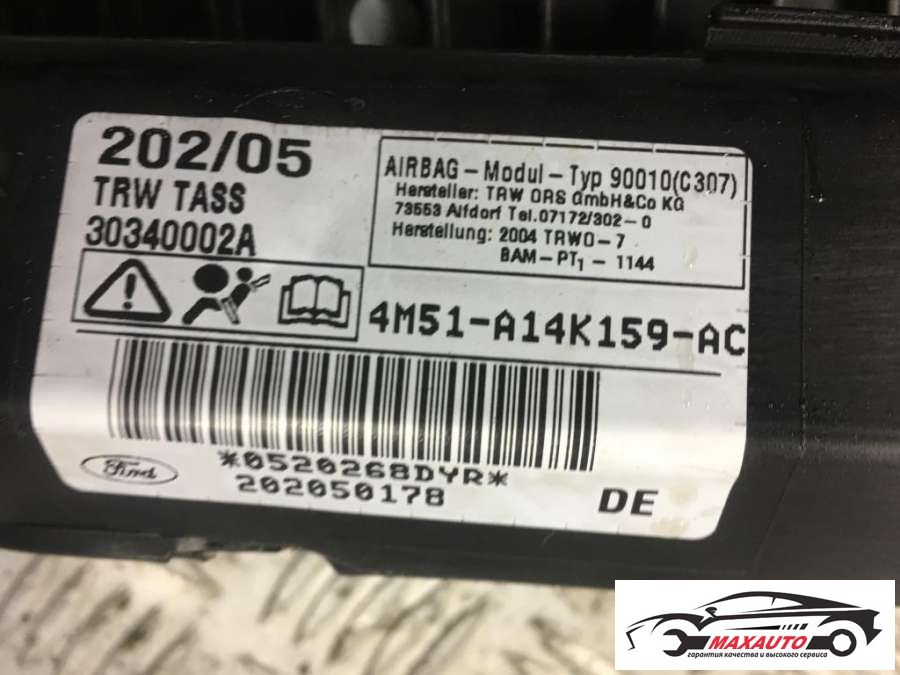 202/05
TRW TASS
30340002A
AIRBAG-Modul-Typ 90010(C307)
Hersteller: TRW ORS GmbH&Co KG
73553 Alfdorf Tel.07172/302-0
Herstellung: 2004 TRWO-7
BAM-PT1-1144
4M51-A14K159-AC
*0520268DYR*
202050178
Ford
DE
MAXAUTO
гарантия качества и высокого сервиса